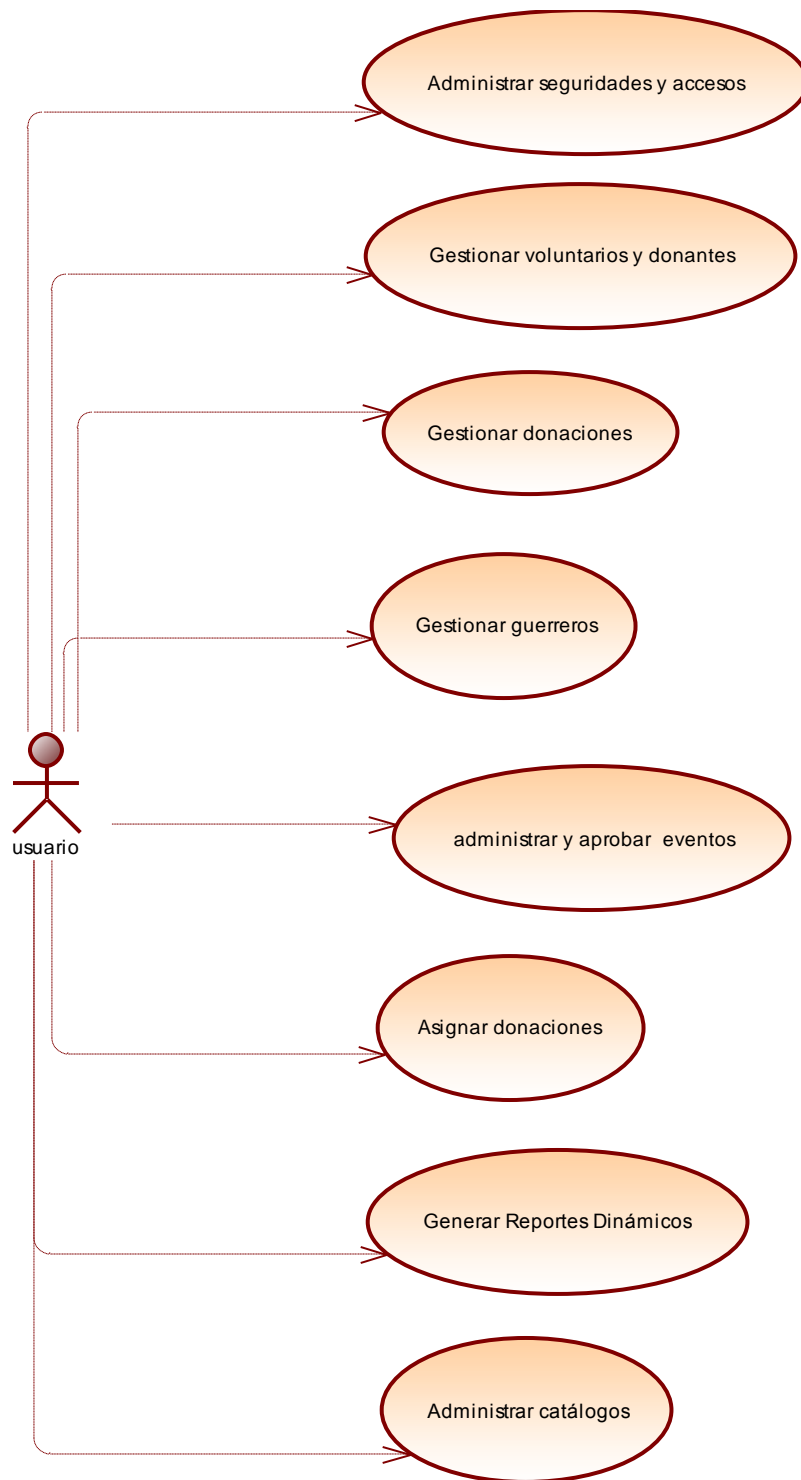 Administrar seguridades y accesos
Gestionar voluntarios y donantes
Gestionar donaciones
Gestionar guerreros
administrar y aprobar  eventos
usuario
Asignar donaciones
Generar Reportes Dinámicos
Administrar catálogos